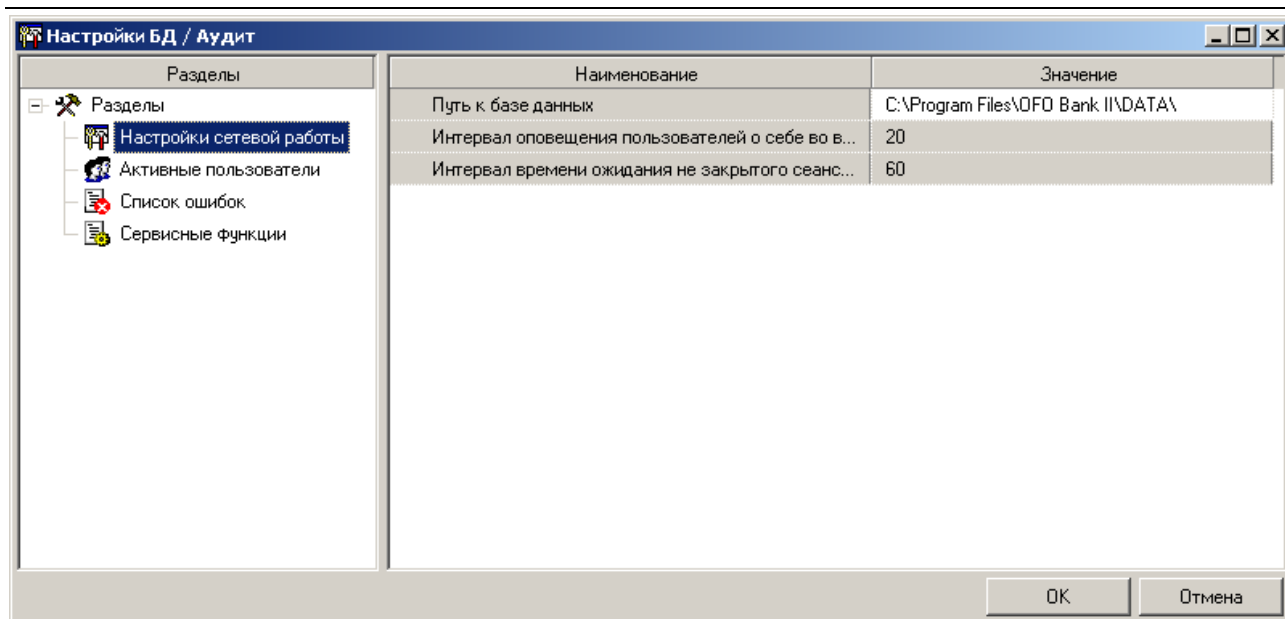 Настройки БД / Аудит
Разделы
Наименование
Значение
Разделы
Настройки сетевой работы
Активные пользователи
Список ошибок
Сервисные функции
Путь к базе данных C:\Program Files\OFO Bank II\DATA\
Интервал оповещения пользователей о себе во в... 20
Интервал времени ожидания не закрытого сеанс... 60
OK
Отмена